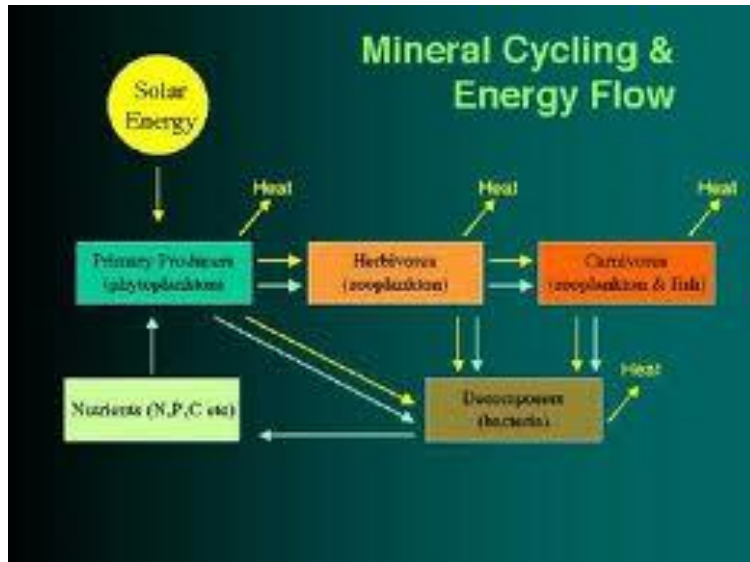 Mineral Cycling &
Energy Flow
Solar
Energy
Heat
Heat
Heat
Primary Producers
(phytoplankton)
Herbivores
(zooplankton)
Carnivores
(zooplankton & fish)
Heat
Nutrients (N,P,C etc)
Decomposers
(bacteria)